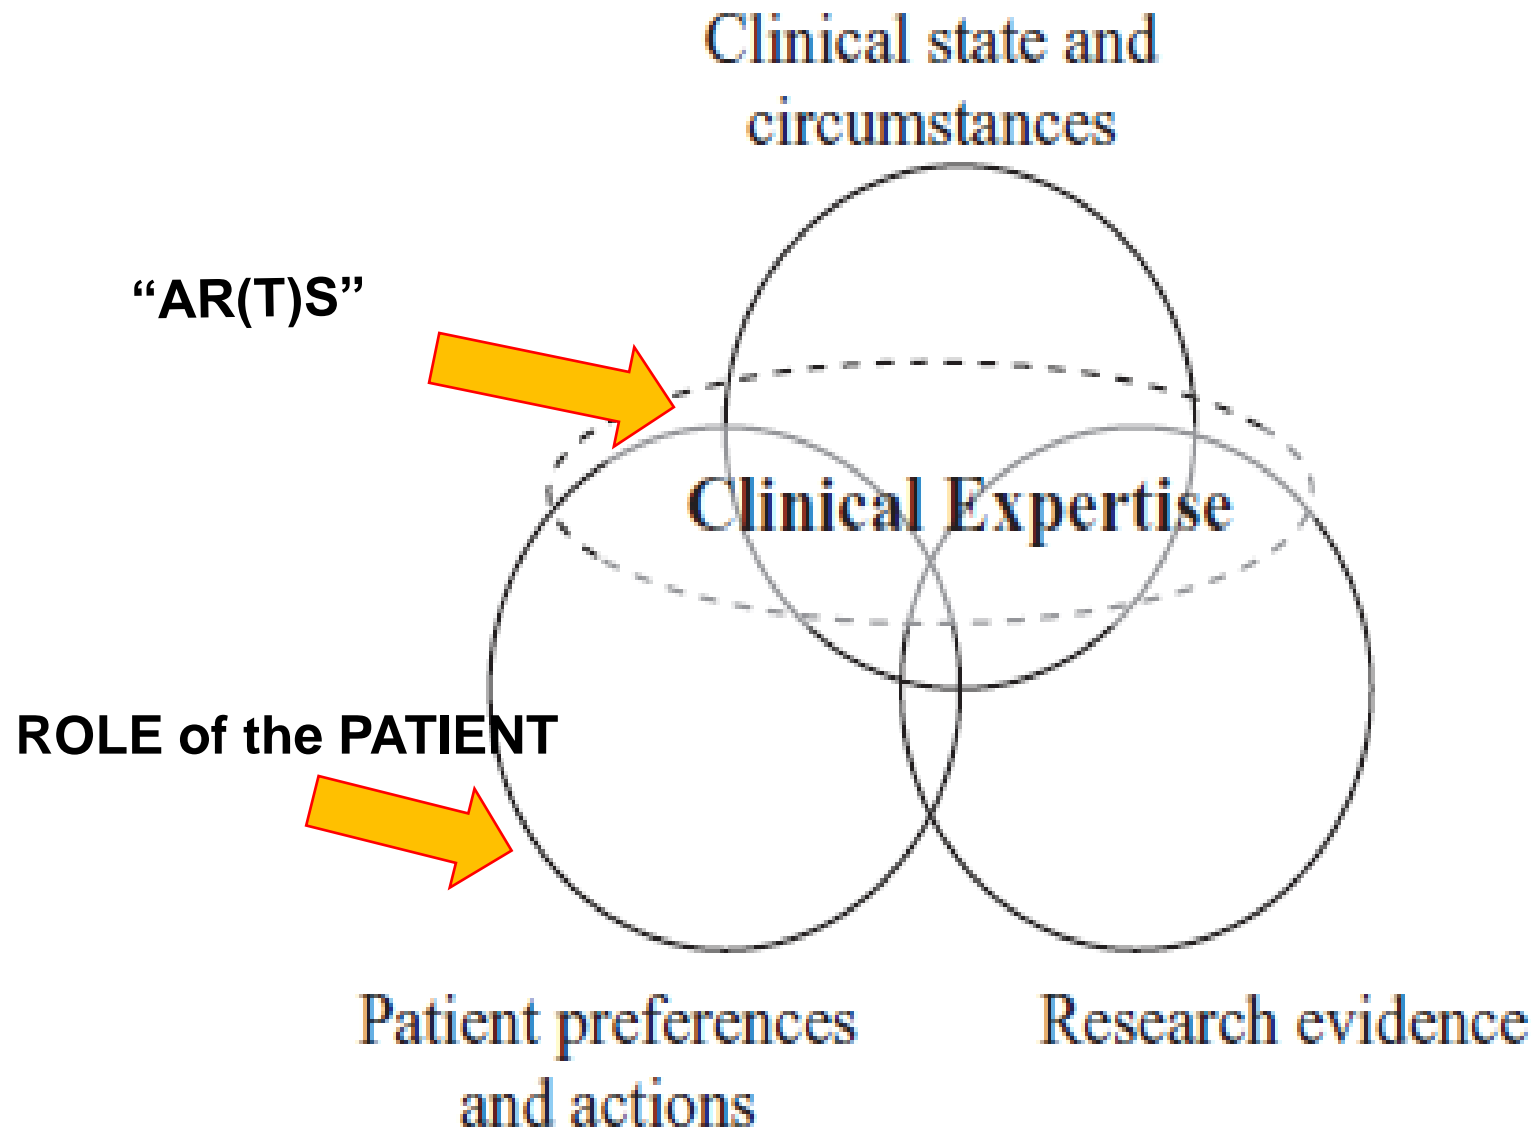 Clinical state and
circumstances
“AR(T)S”
Clinical Expertise
ROLE of the PATIENT
Patient preferences
and actions
Research evidence